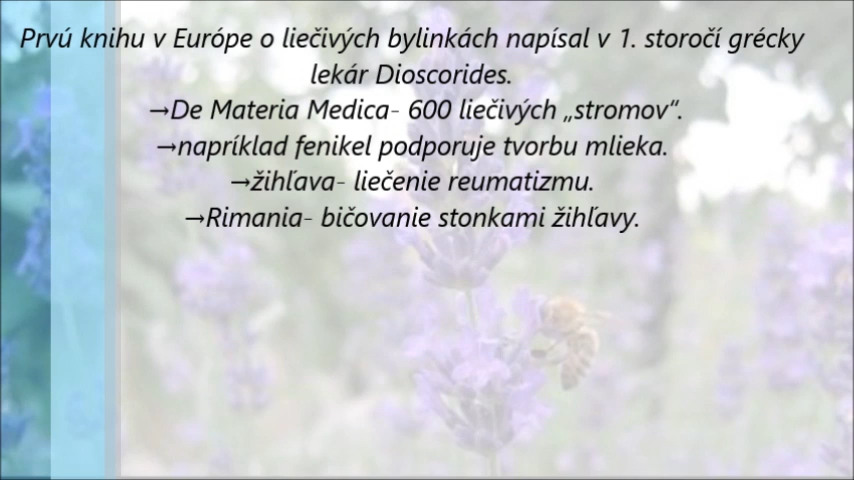 Prvú knihu v Európe o liečivých bylinkách napísal v 1. storočí grécky
lekár Dioscorides.
→De Materia Medica- 600 liečivých „stromov“.
→napríklad fenikel podporuje tvorbu mlieka.
→žihľava- liečenie reumatizmu.
→Rimania- bičovanie stonkami žihľavy.